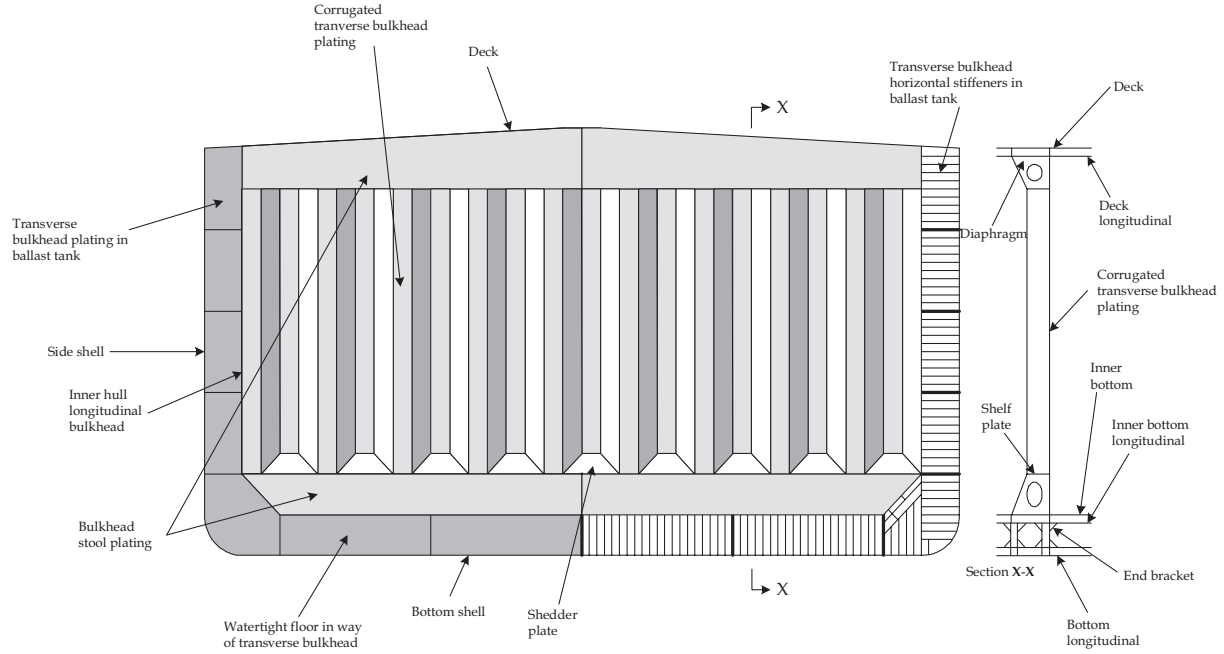 Corrugated
tranverse bulkhead
plating
Deck
X
Transverse bulkhead
horizontal stiffeners in
ballast tank
Deck
Transverse
bulkhead plating in
ballast tank
Deck
longitudinal
Diaphragm
Corrugated
transverse bulkhead
plating
Side shell
Inner hull
longitudinal
bulkhead
Inner
bottom
Shelf
plate
Inner bottom
longitudinal
Bulkhead
stool plating
Section X-X
End bracket
X
Bottom shell
Shedder
plate
Watertight floor in way
of transverse bulkhead
Bottom
longitudinal